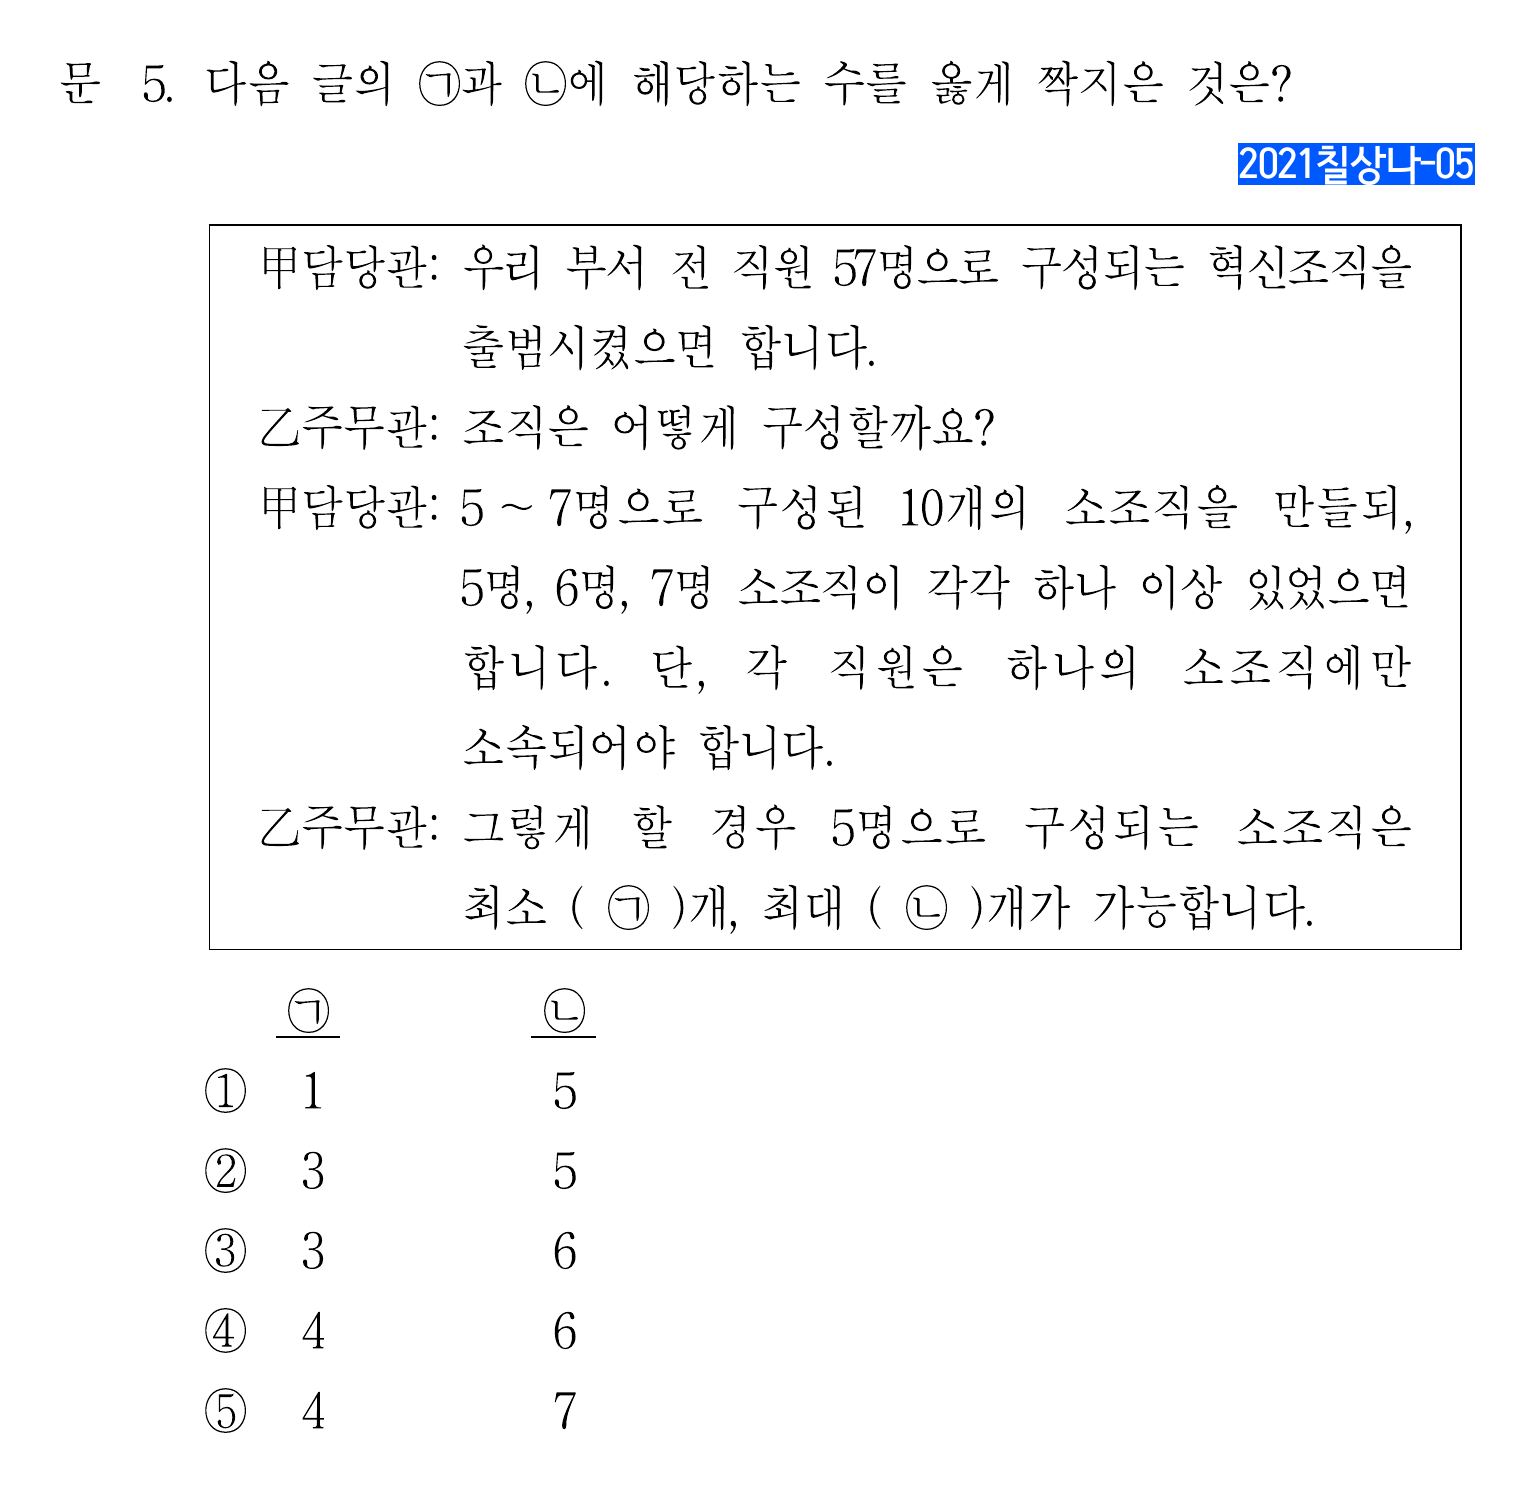 문 5. 다음 글의 ㉠과 ㉡에 해당하는 수를 옳게 짝지은 것은?
2021칠상나-05
甲담당관: 우리 부서 전 직원 57명으로 구성되는 혁신조직을
출범시켰으면 합니다.
乙주무관: 조직은 어떻게 구성할까요?
甲담당관: 5 ~ 7명으로 구성된 10개의 소조직을 만들되,
5명, 6명, 7명 소조직이 각각 하나 이상 있었으면
합니다. 단, 각 직원은 하나의 소조직에만
소속되어야 합니다.
乙주무관: 그렇게 할 경우 5명으로 구성되는 소조직은
최소 ( ㉠ )개, 최대 ( ㉡ )개가 가능합니다.
㉠ ㉡
① 1 5
② 3 5
③ 3 6
④ 4 6
⑤ 4 7